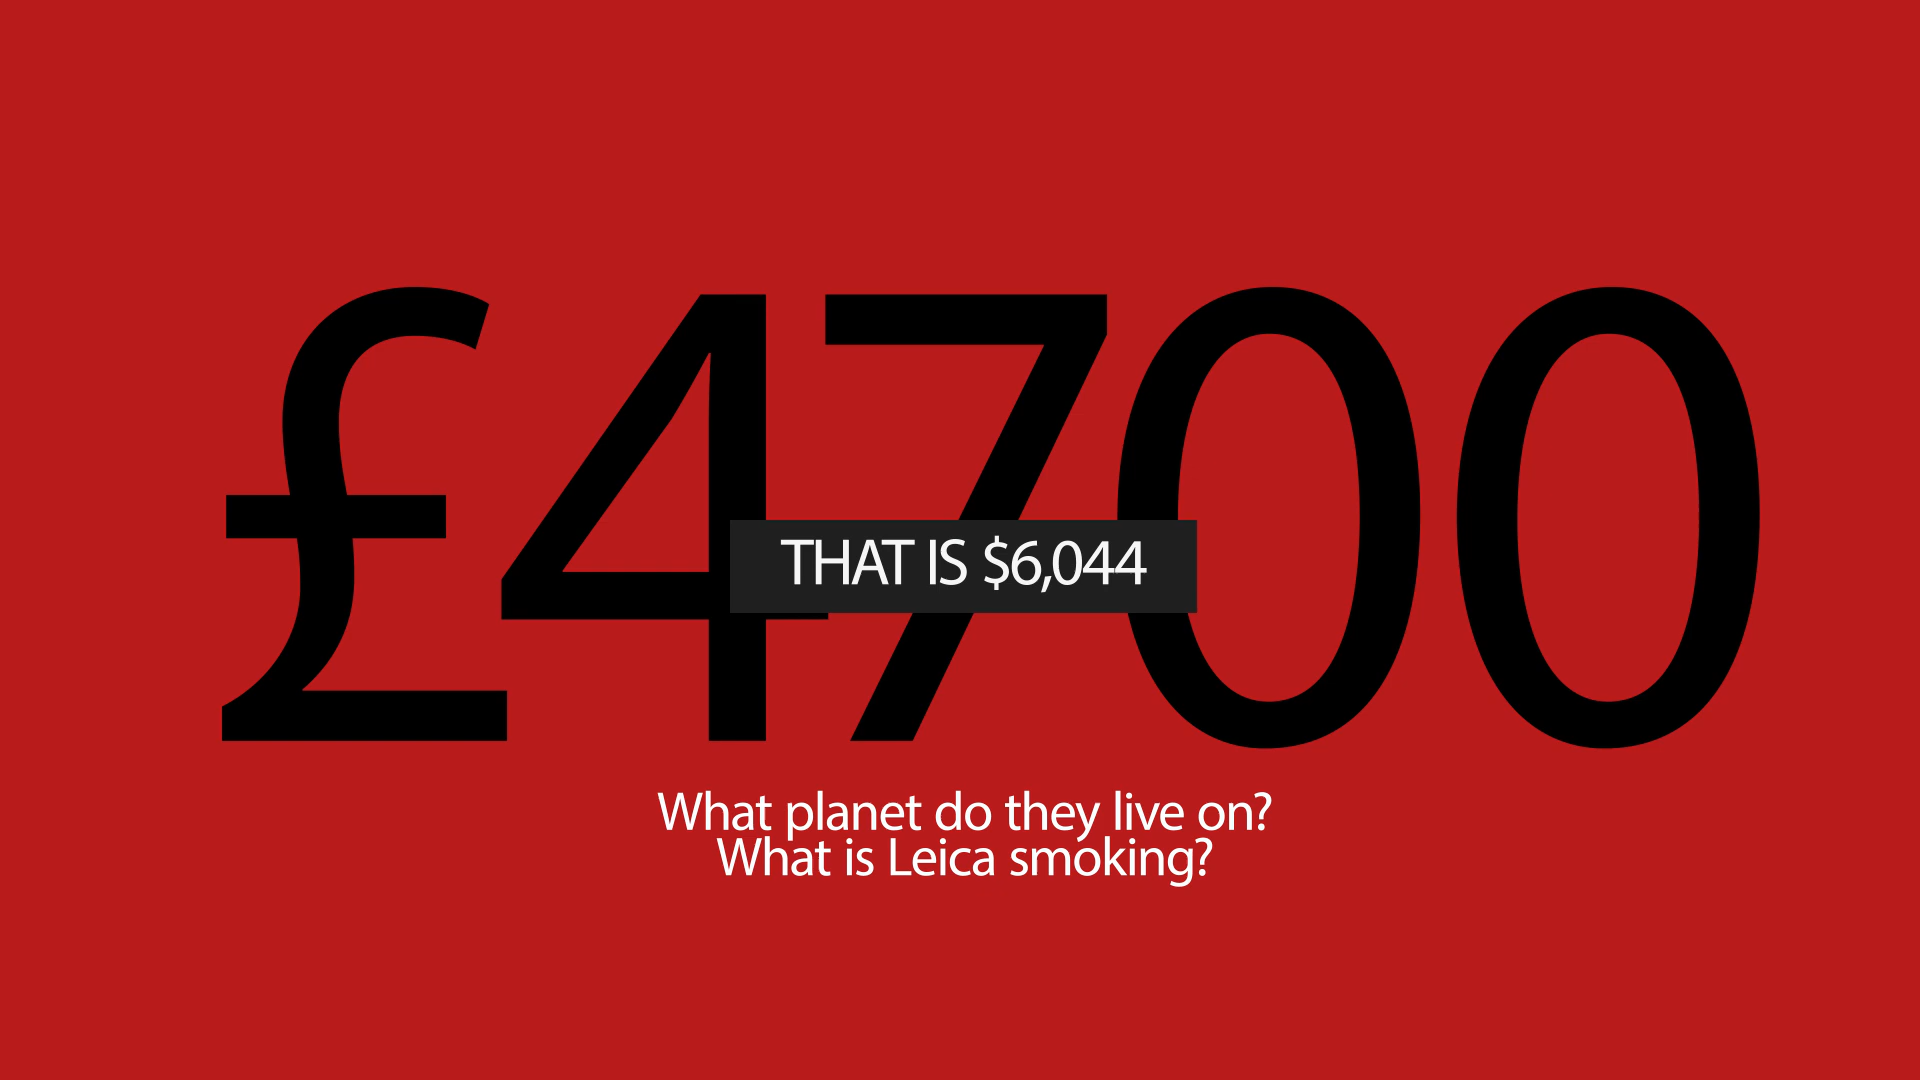 £4700
THAT IS $6,044
What planet do they live on?
What is Leica smoking?